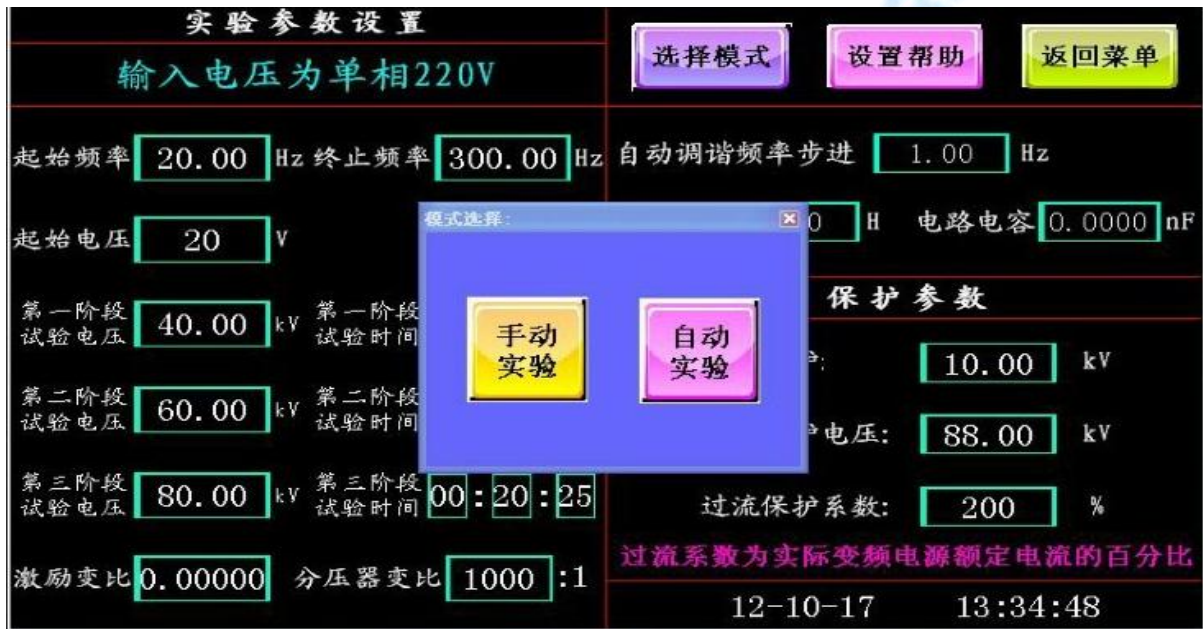 实验参数设置
选择模式
设置帮助
返回菜单
输入电压为单相220V
起始频率 20.00 Hz 终止频率 300.00 Hz
自动调谐频率步进 1.00 Hz
模式选择:
起始电压 20 V
0 H 电路电容 0.0000 nF
手动
实验
自动
实验
保护参数
第一阶段
试验电压 40.00 kV
第一阶段
试验时间
10.00 kV
第二阶段
试验电压 60.00 kV
第二阶段
试验时间
护电压: 88.00 kV
第三阶段
试验电压 80.00 kV
第三阶段
试验时间 00:20:25
过流保护系数: 200 %
过流系数为实际变频电源额定电流的百分比
激励变比 0.00000 分压器变比 1000 :1
12-10-17 13:34:48